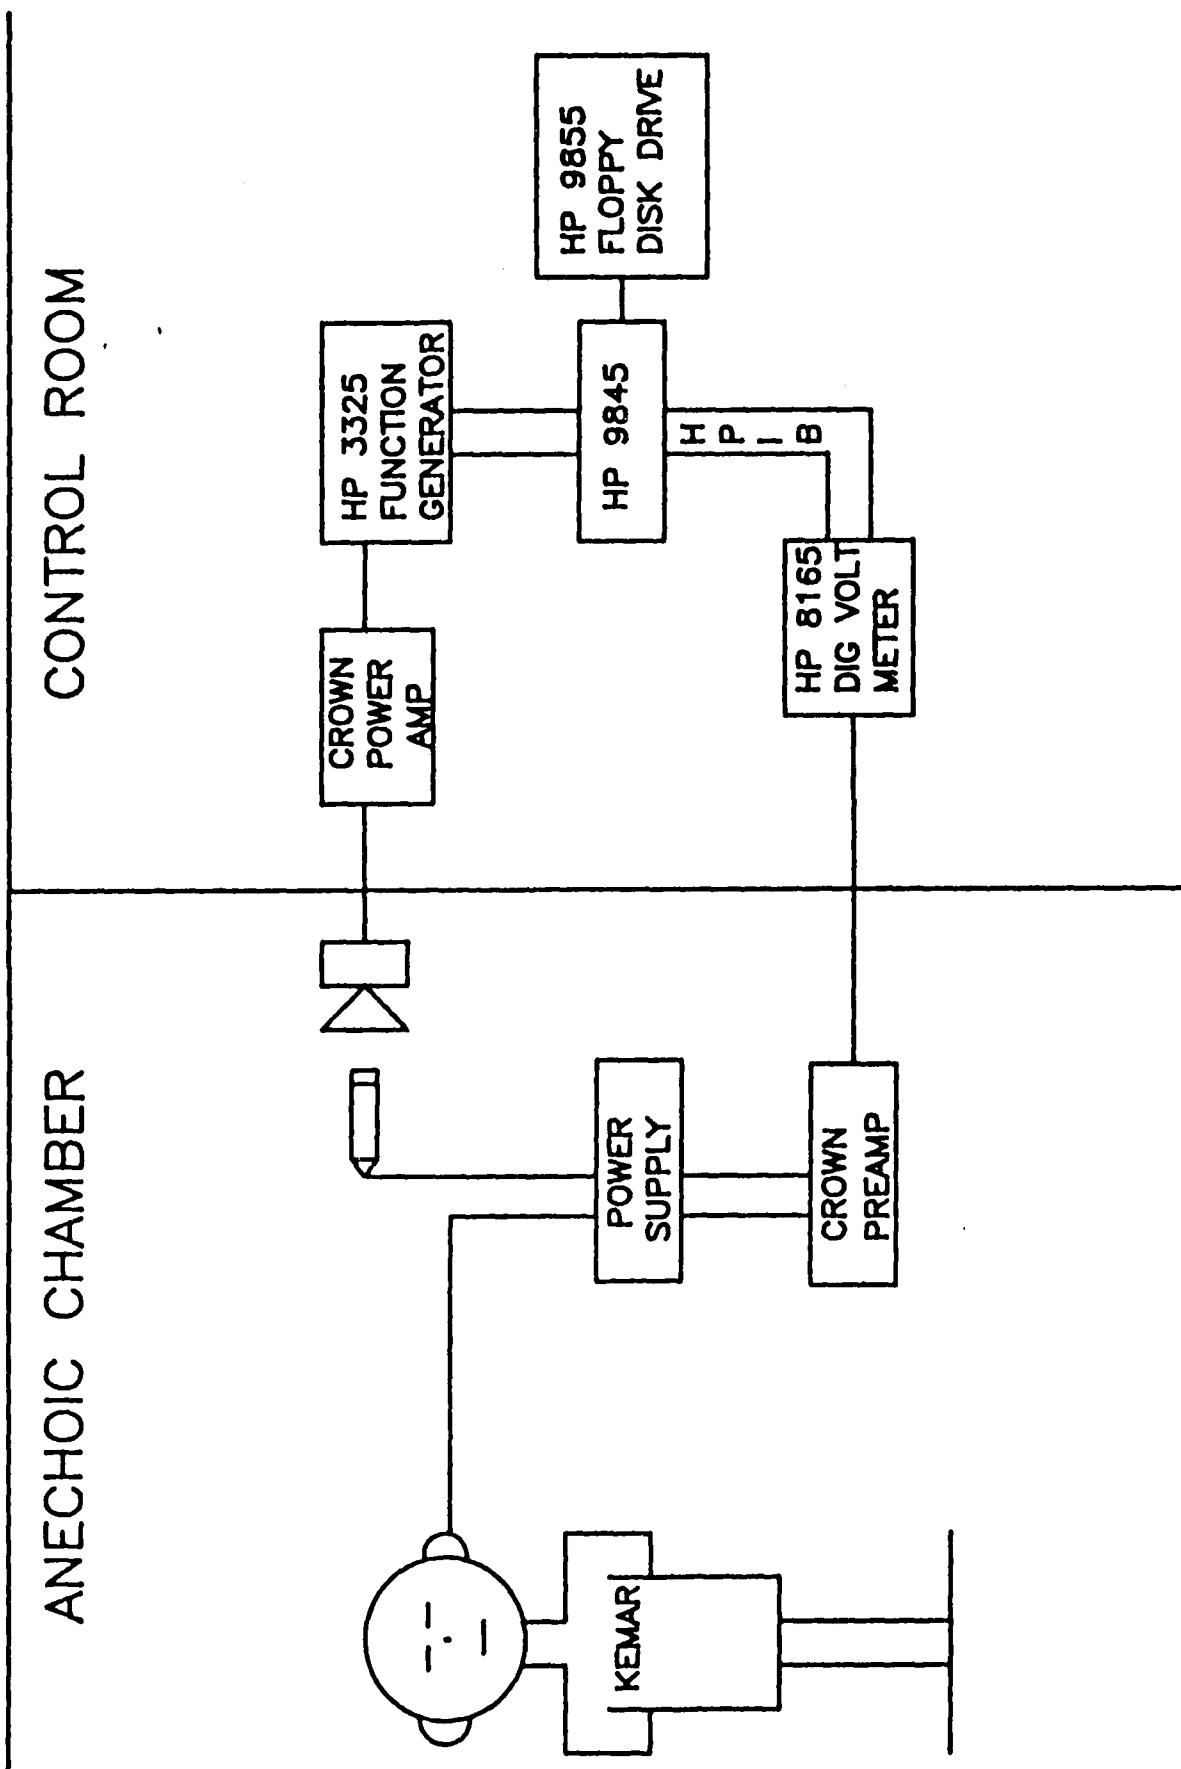 ANECHOIC CHAMBER
CONTROL ROOM
KEMAR
POWER
SUPPLY
CROWN
PREAMP
CROWN
POWER
AMP
HP 3325
FUNCTION
GENERATOR
HP 9845
HPIB
HP 8165
DIG VOLT
METER
HP 9855
FLOPPY
DISK DRIVE